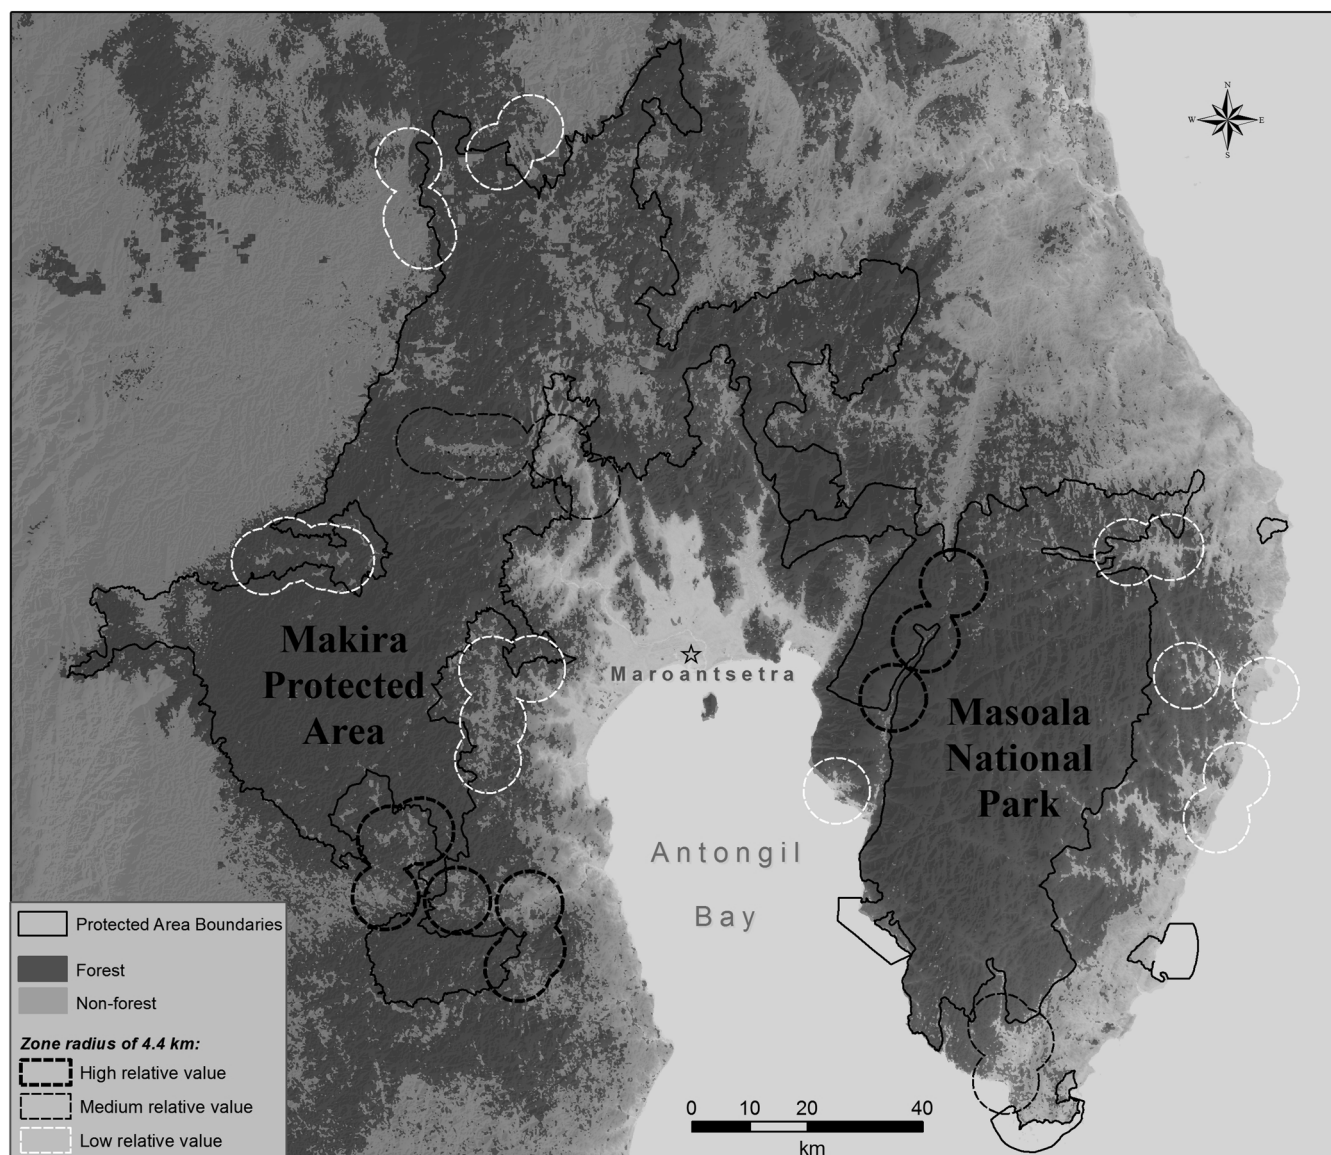 N
W E
S
Makira
Protected
Area
Maroantsetra
Masoala
National
Park
Antongil
Bay
Protected Area Boundaries
Forest
Non-forest
Zone radius of 4.4 km:
High relative value
Medium relative value
Low relative value
0 10 20 40
km